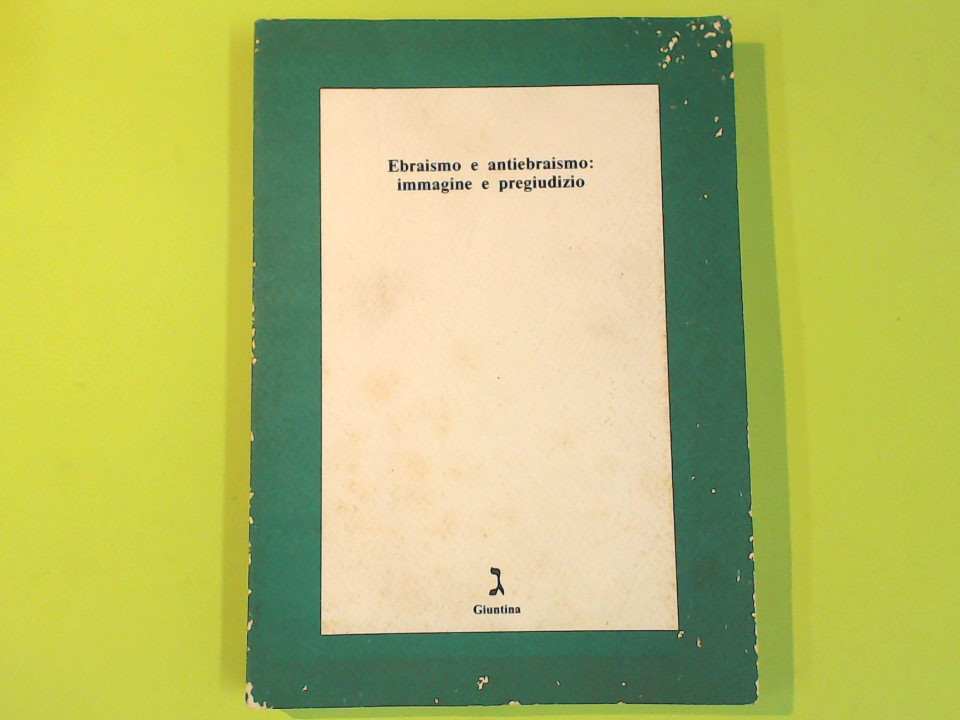 Ebraismo e antiebraismo:
immagine e pregiudizio
ג
Giuntina